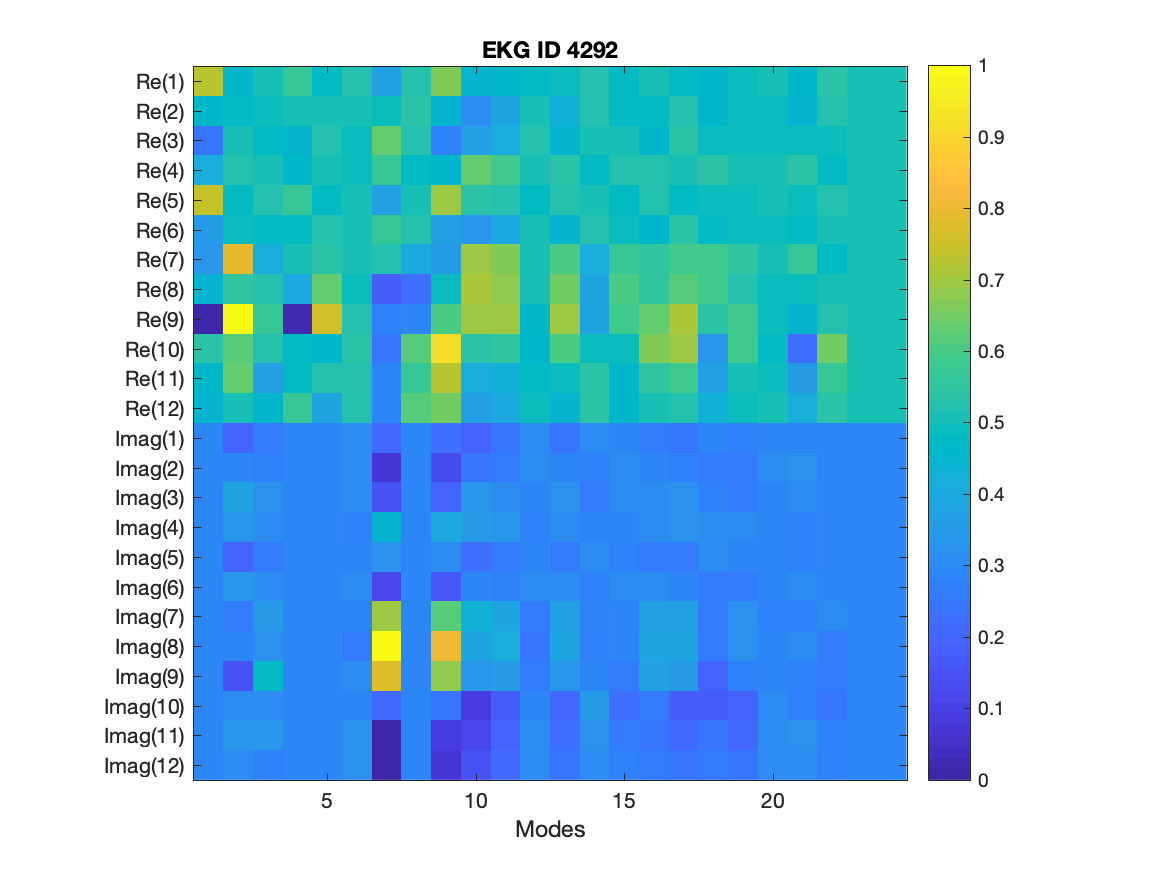 EKG ID 4292
Re(1)
Re(2)
Re(3)
Re(4)
Re(5)
Re(6)
Re(7)
Re(8)
Re(9)
Re(10)
Re(11)
Re(12)
Imag(1)
Imag(2)
Imag(3)
Imag(4)
Imag(5)
Imag(6)
Imag(7)
Imag(8)
Imag(9)
Imag(10)
Imag(11)
Imag(12)
5 10 15 20
Modes
1
0.9
0.8
0.7
0.6
0.5
0.4
0.3
0.2
0.1
0